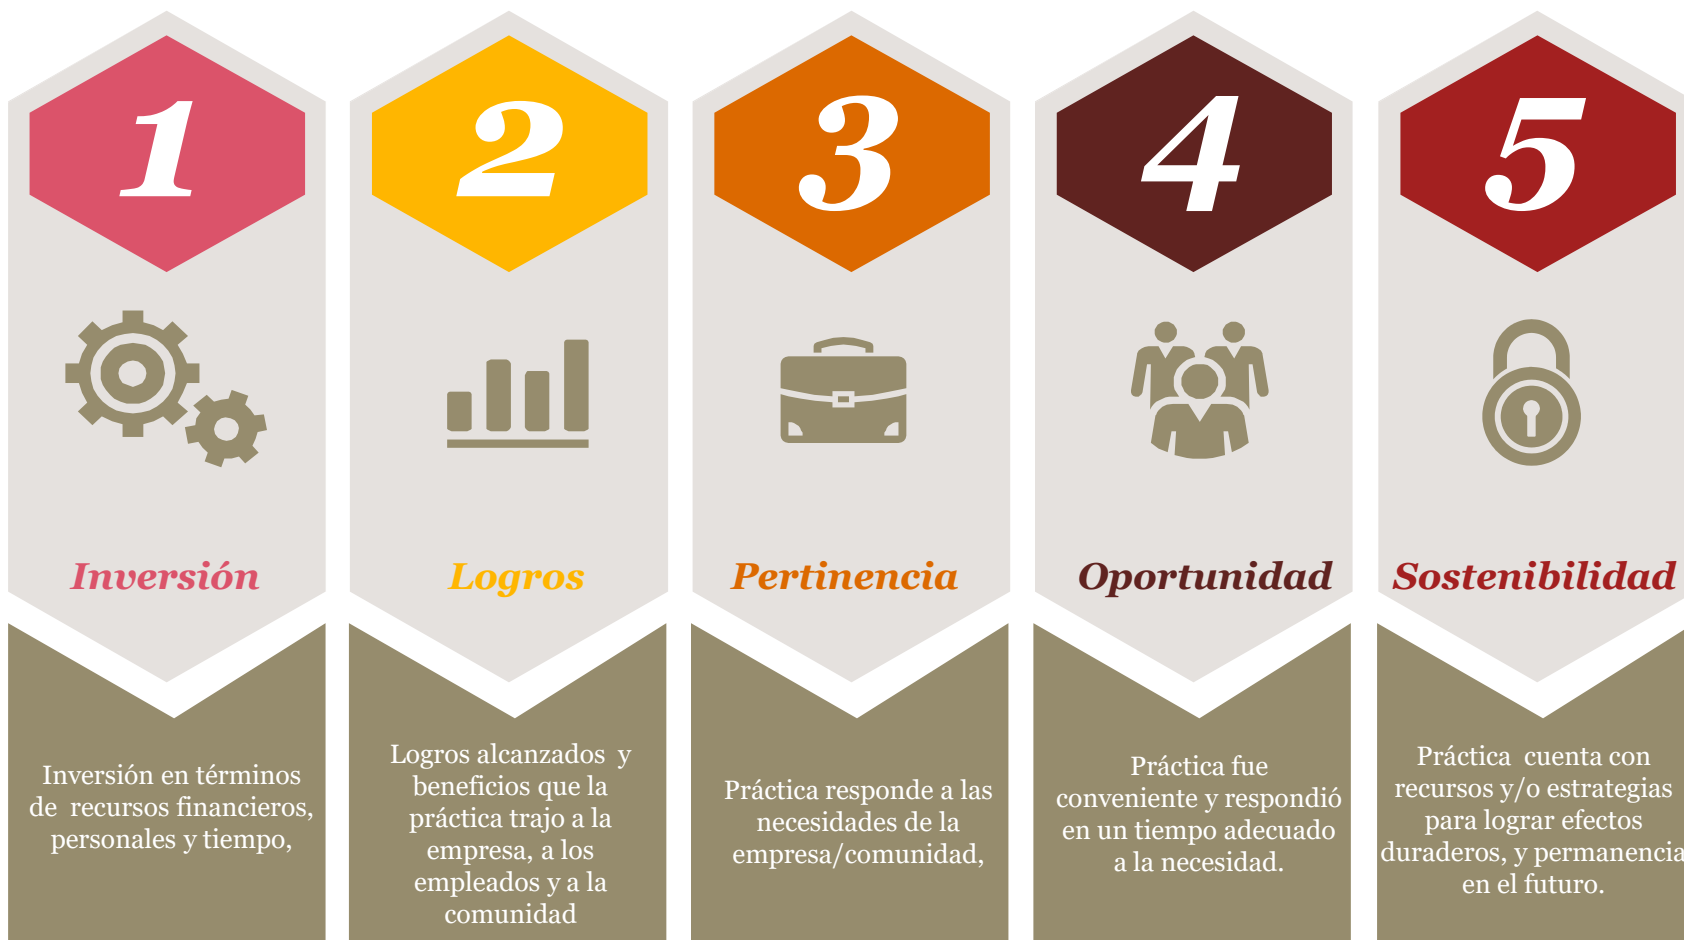 1
Inversión
Inversión en términos
de recursos financieros,
personales y tiempo,
2
Logros
Logros alcanzados y
beneficios que la
práctica trajo a la
empresa, a los
empleados y a la
comunidad
3
Pertinencia
Práctica responde a las
necesidades de la
empresa/comunidad,
4
Oportunidad
Práctica fue
conveniente y respondió
en un tiempo adecuado
a la necesidad.
5
Sostenibilidad
Práctica cuenta con
recursos y/o estrategias
para lograr efectos
duraderos, y permanencia
en el futuro.